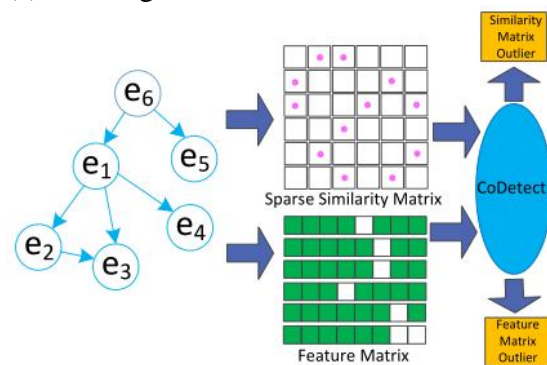 Similarity
Matrix
Outlier
e6
e5
e1
e4
e2
e3
Sparse Similarity Matrix
CoDetect
Feature Matrix
Feature
Matrix
Outlier